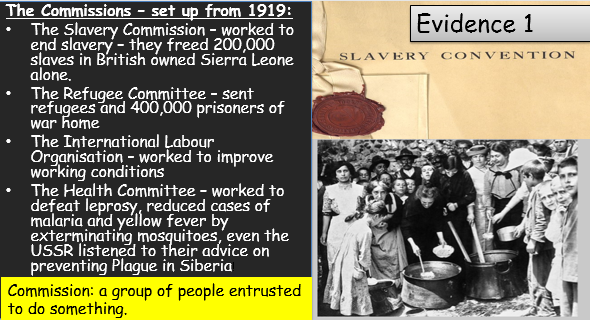 The Commissions – set up from 1919:
• The Slavery Commission – worked to
end slavery – they freed 200,000
slaves in British owned Sierra Leone
alone.
• The Refugee Committee – sent
refugees and 400,000 prisoners of
war home
• The International Labour
Organisation – worked to improve
working conditions
• The Health Committee – worked to
defeat leprosy, reduced cases of
malaria and yellow fever by
exterminating mosquitoes, even the
USSR listened to their advice on
preventing Plague in Siberia
Commission: a group of people entrusted
to do something.
Evidence 1
SLAVERY CONVENTION